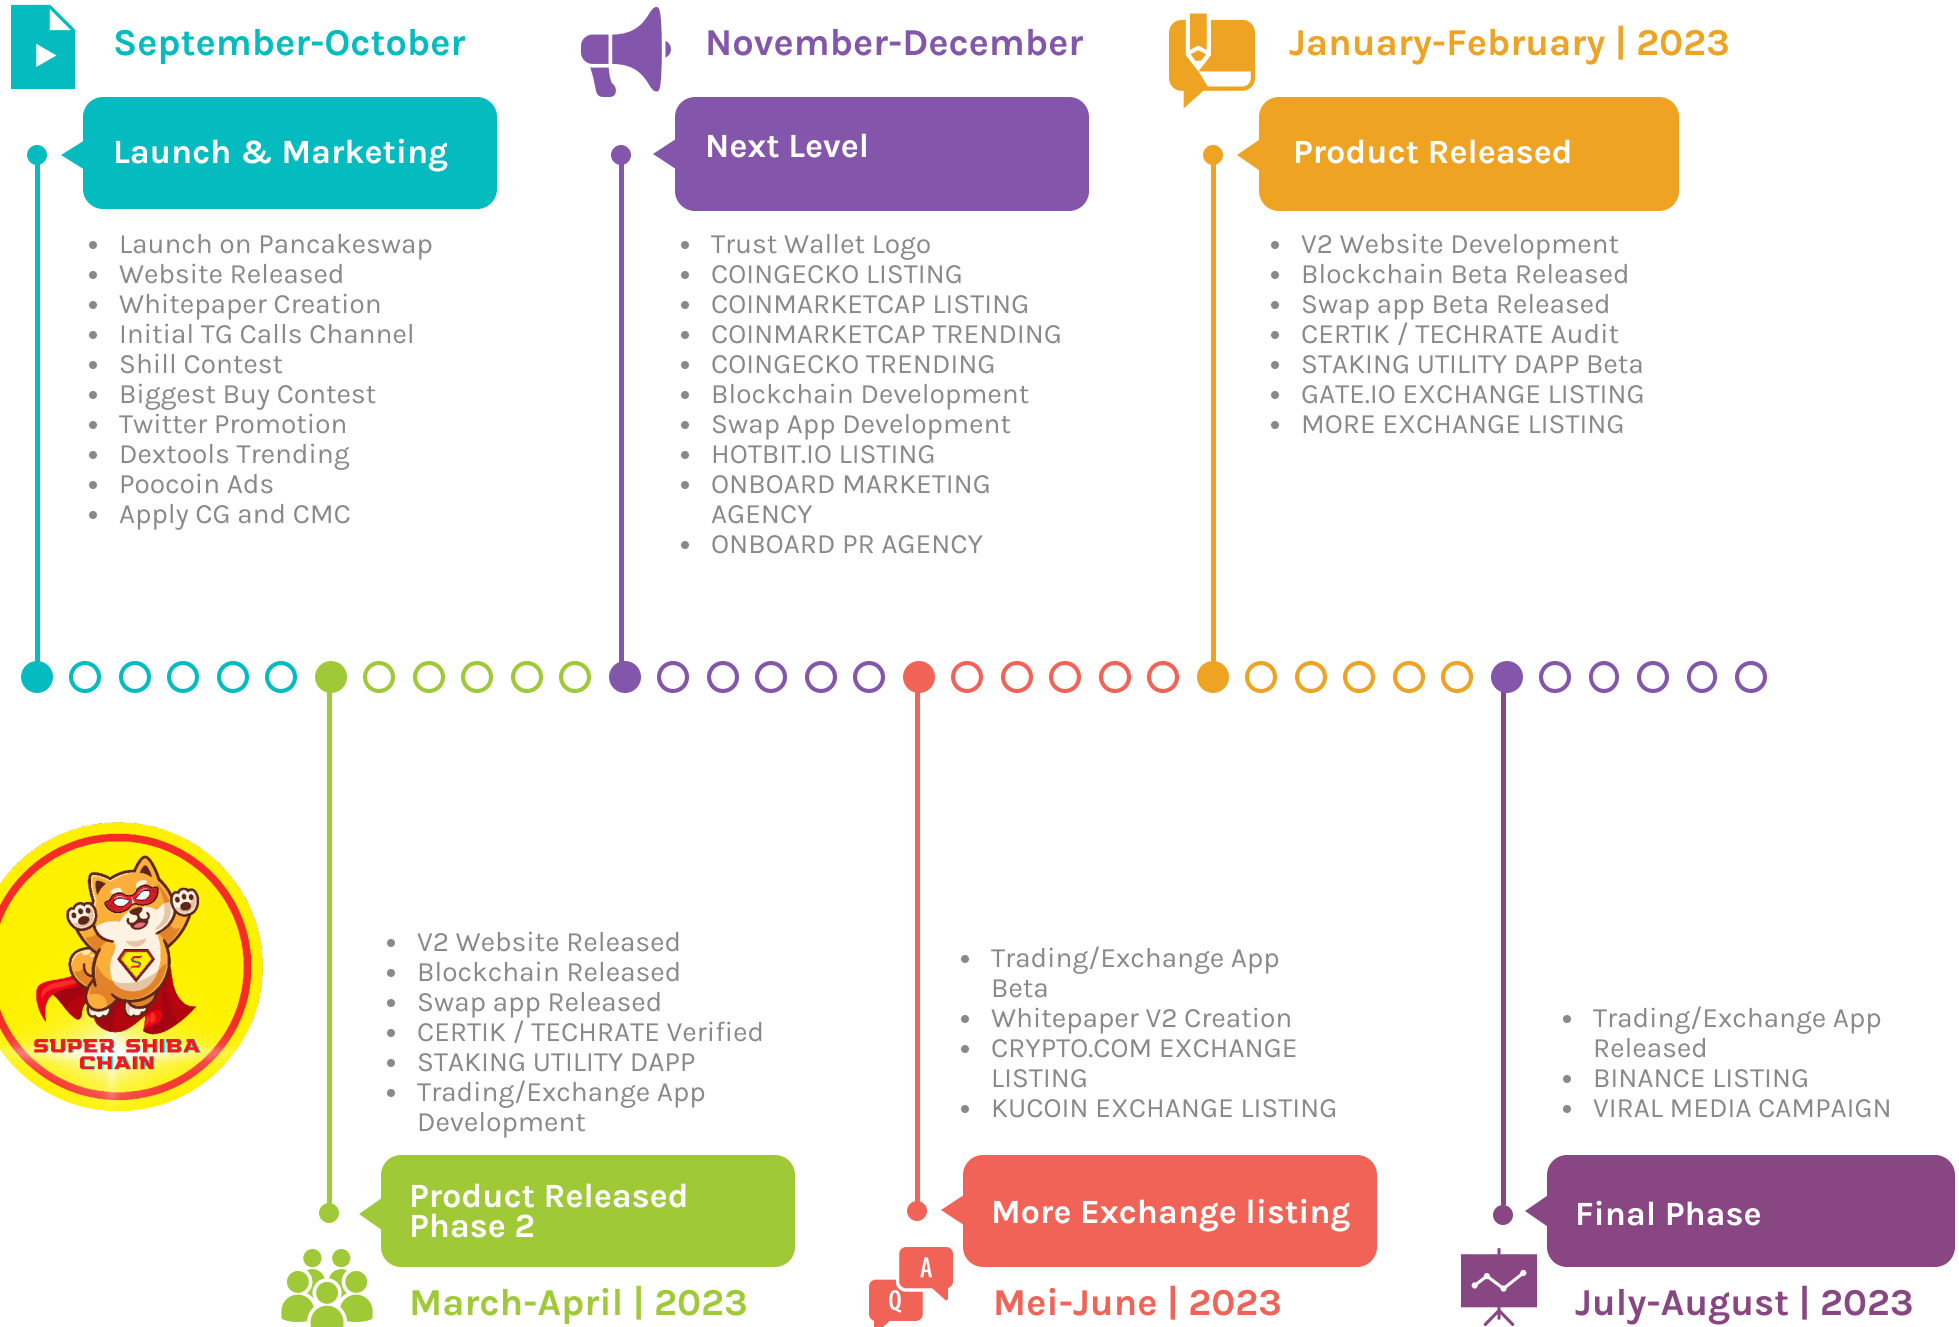 September-October
Launch & Marketing
• Launch on Pancakeswap
• Website Released
• Whitepaper Creation
• Initial TG Calls Channel
• Shill Contest
• Biggest Buy Contest
• Twitter Promotion
• Dextools Trending
• Poocoin Ads
• Apply CG and CMC
November-December
Next Level
• Trust Wallet Logo
• COINGECKO LISTING
• COINMARKETCAP LISTING
• COINMARKETCAP TRENDING
• COINGECKO TRENDING
• Blockchain Development
• Swap App Development
• HOTBIT.IO LISTING
• ONBOARD MARKETING
AGENCY
• ONBOARD PR AGENCY
January-February | 2023
Product Released
• V2 Website Development
• Blockchain Beta Released
• Swap app Beta Released
• CERTIK / TECHRATE Audit
• STAKING UTILITY DAPP Beta
• GATE.IO EXCHANGE LISTING
• MORE EXCHANGE LISTING
S
SUPER SHIBA
CHAIN
• V2 Website Released
• Blockchain Released
• Swap app Released
• CERTIK / TECHRATE Verified
• STAKING UTILITY DAPP
• Trading/Exchange App
Development
Product Released
Phase 2
March-April | 2023
• Trading/Exchange App
Beta
• Whitepaper V2 Creation
• CRYPTO.COM EXCHANGE
LISTING
• KUCOIN EXCHANGE LISTING
More Exchange listing
A
Q
Mei-June | 2023
• Trading/Exchange App
Released
• BINANCE LISTING
• VIRAL MEDIA CAMPAIGN
Final Phase
July-August | 2023